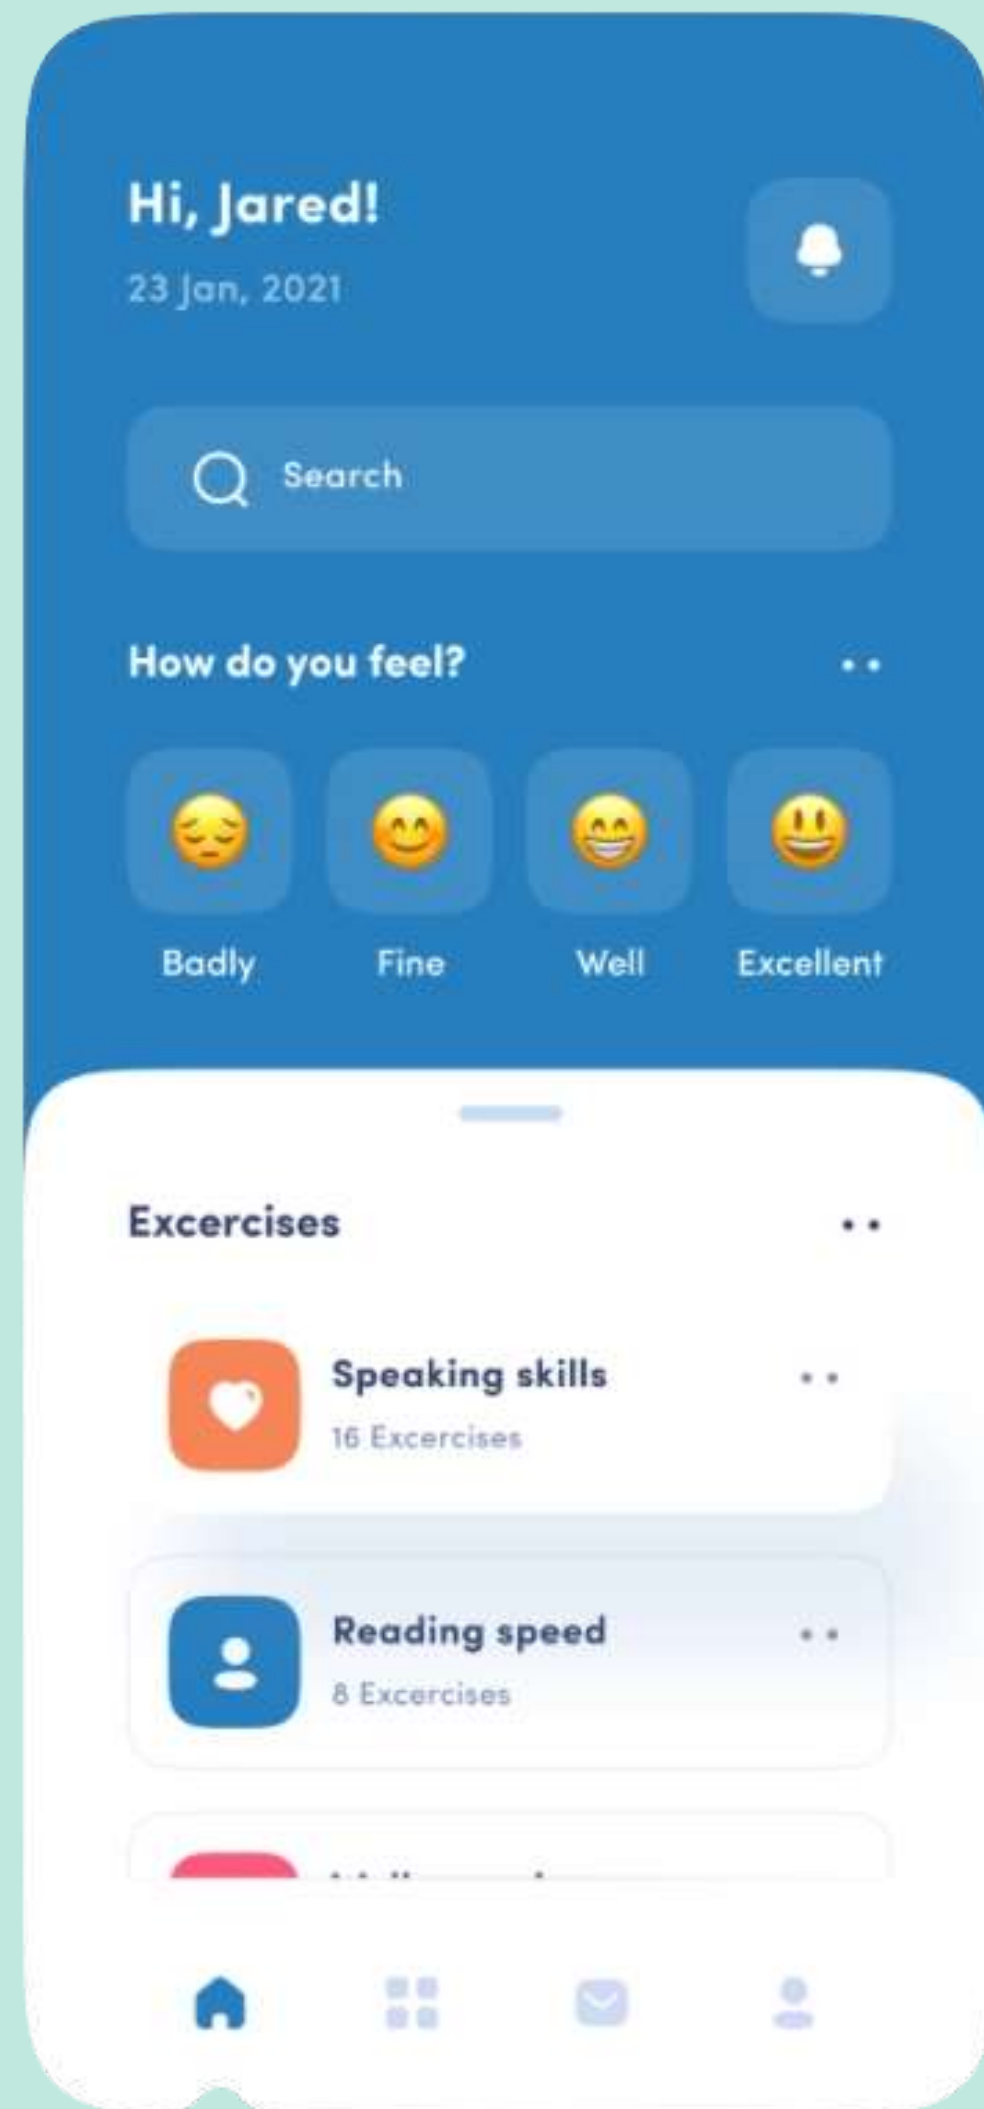 Hi, Jared!
23 Jan, 2021
Search
How do you feel?
Badly Fine Well Excellent
Excercises
Speaking skills
16 Excercises
Reading speed
8 Excercises